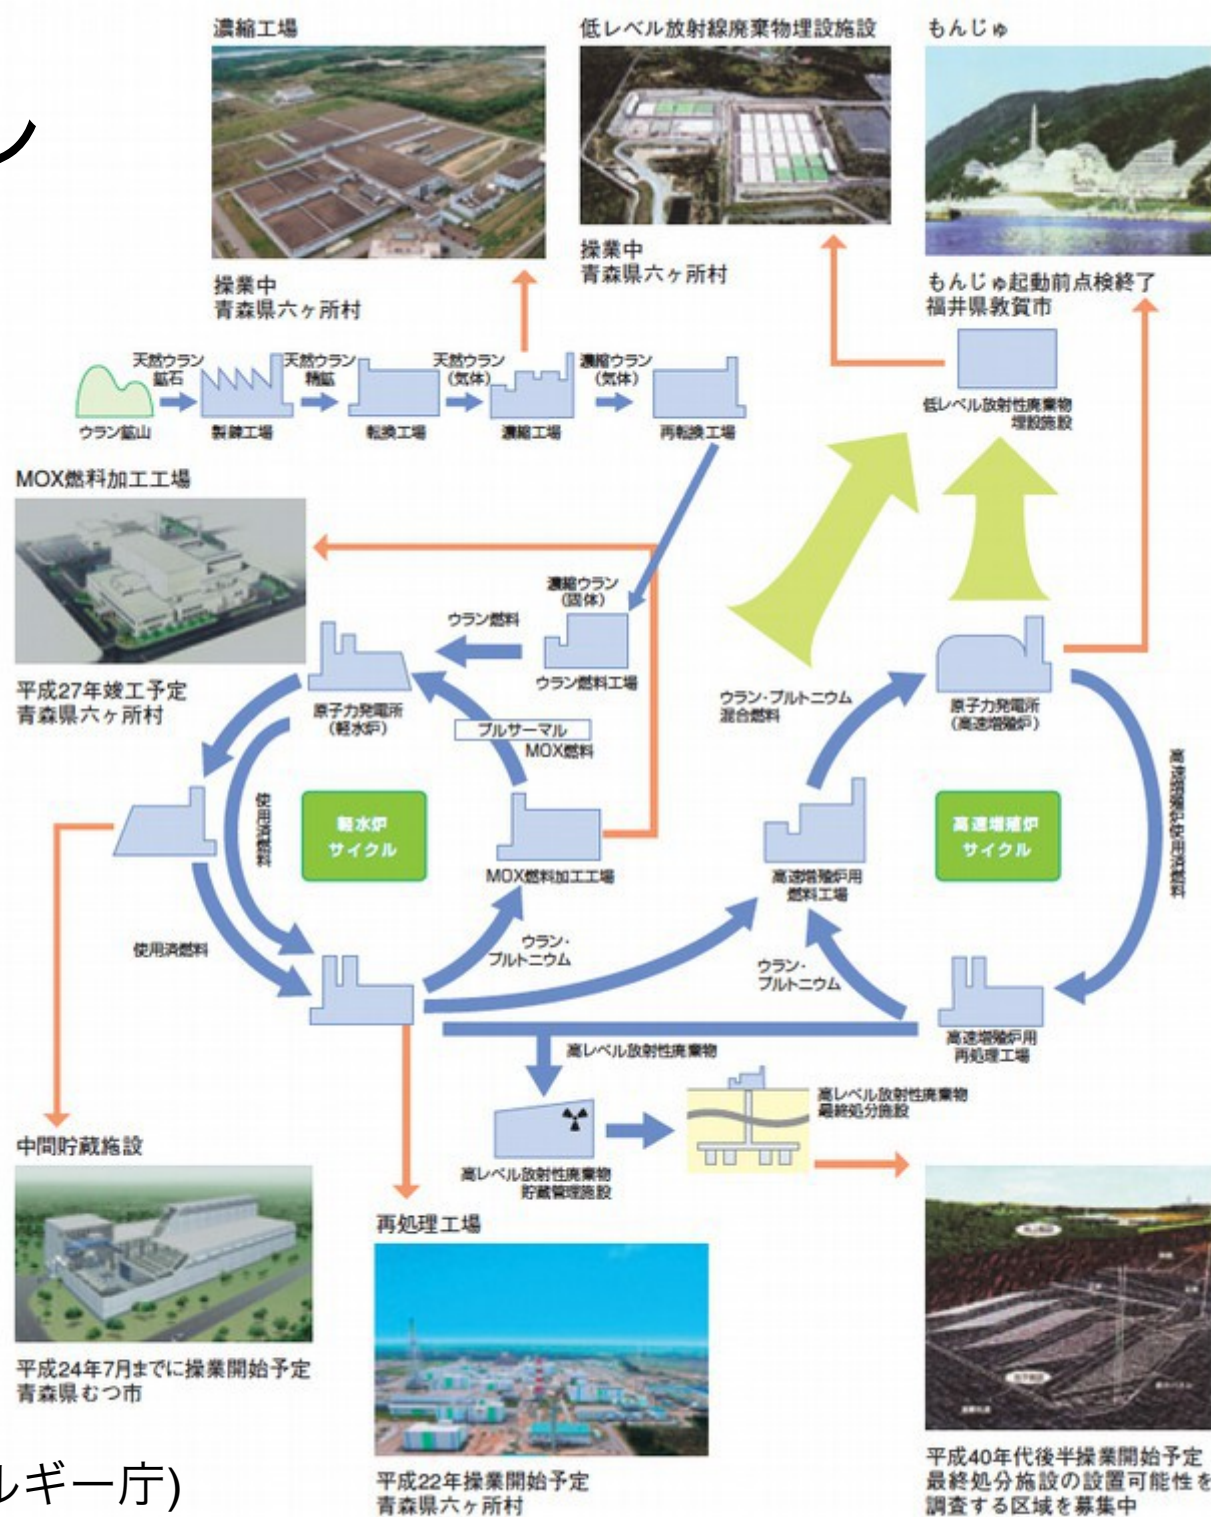 し
濃縮工場
操業中
青森県六ヶ所村
低レベル放射線廃棄物埋設施設
操業中
青森県六ヶ所村
もんじゅ
もんじゅ起動前点検終了
福井県敦賀市
天然ウラン
鉱石
天然ウラン
精鉱
天然ウラン
(気体)
濃縮ウラン
(気体)
ウラン鉱山
製錬工場
転換工場
濃縮工場
再転換工場
低レベル放射性廃棄物
埋設施設
MOX燃料加工工場
平成27年竣工予定
青森県六ヶ所村
濃縮ウラン
(固体)
ウラン燃料
ウラン燃料工場
原子力発電所
(軽水炉)
プルサーマル
MOX燃料
ウラン・プルトニウム
混合燃料
原子力発電所
(高速増殖炉)
使用済燃料
軽水炉
サイクル
MOX燃料加工工場
高速増殖炉用
燃料工場
高速増殖炉
サイクル
高速増殖炉使用済燃料
使用済燃料
ウラン・
プルトニウム
ウラン・
プルトニウム
高速増殖炉用
再処理工場
高レベル放射性廃棄物
高レベル放射性廃棄物
最終処分施設
高レベル放射性廃棄物
貯蔵管理施設
中間貯蔵施設
平成24年7月までに操業開始予定
青森県むつ市
再処理工場
平成22年操業開始予定
青森県六ヶ所村
平成40年代後半操業開始予定
最終処分施設の設置可能性を
調査する区域を募集中
ルギー庁)